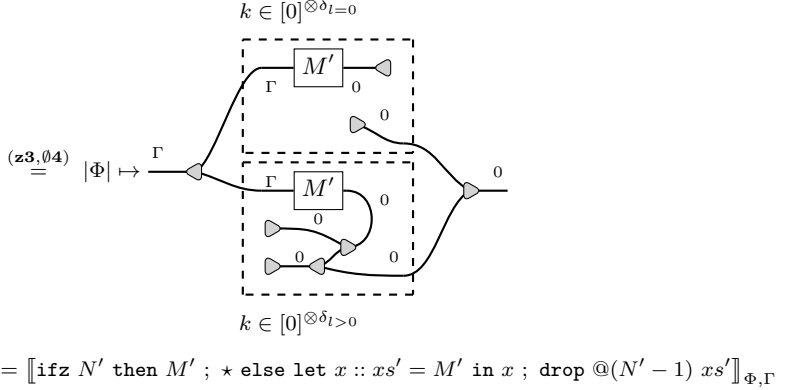 k ∈ [0]^{⊗δ_{l=0}}
M′
Γ 0
0
(z3,∅4)
= |Φ| ↦ Γ 0
Γ M′ 0
0
0 0
k ∈ [0]^{⊗δ_{l>0}}
= ⟦ifz N′ then M′ ; ⋆ else let x :: xs′ = M′ in x ; drop @(N′ − 1) xs′⟧_{Φ,Γ}